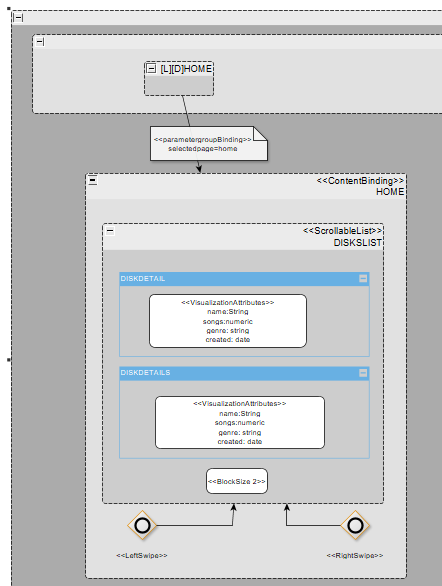 [L][D]HOME
<<parametergroupBinding>>
selectedpage=home
<<ContentBinding>>
HOME
<<ScrollableList>>
DISKSLIST
DISKDETAIL
<<VisualizationAttributes>>
name:String
songs:numeric
genre: string
created: date
DISKDETAILS
<<VisualizationAttributes>>
name:String
songs:numeric
genre: string
created: date
<<BlockSize 2>>
<<LeftSwipe>>
<<RightSwipe>>